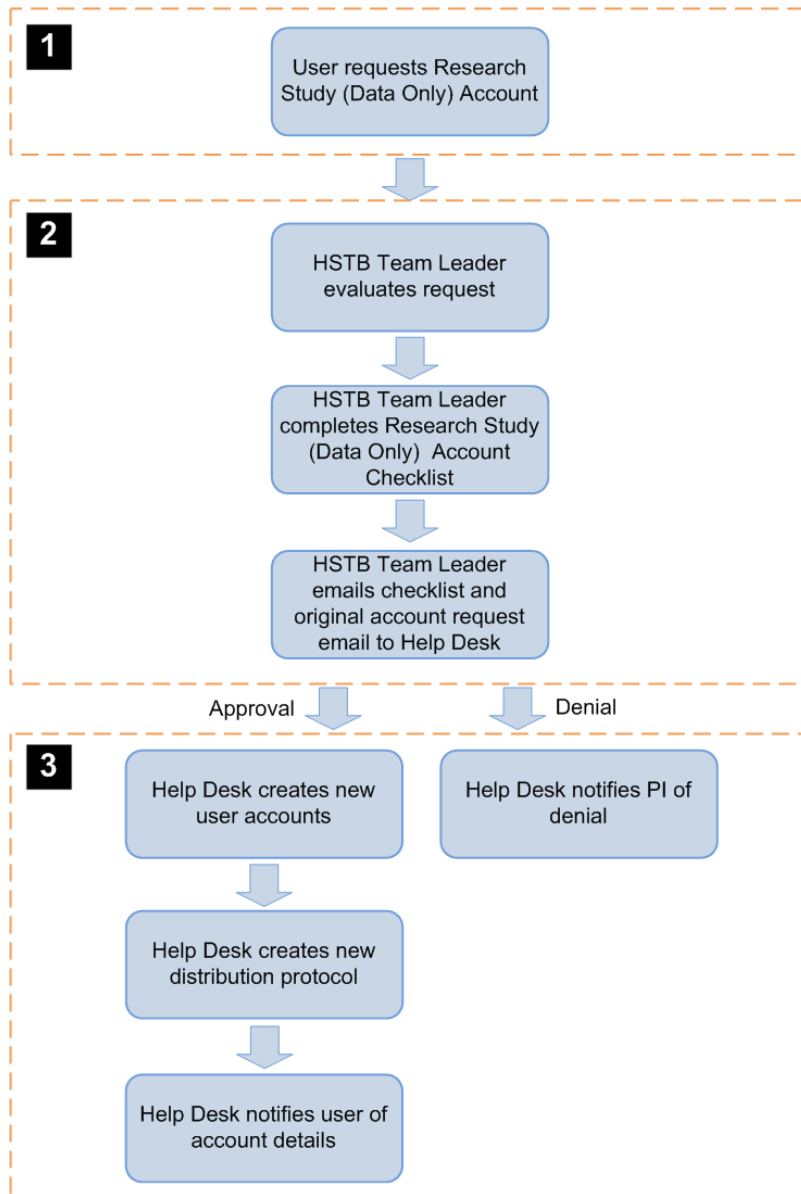 1
User requests Research
Study (Data Only) Account
2
HSTB Team Leader
evaluates request
HSTB Team Leader
completes Research Study
(Data Only) Account
Checklist
HSTB Team Leader
emails checklist and
original account request
email to Help Desk
Approval
Denial
3
Help Desk creates new
user accounts
Help Desk notifies PI of
denial
Help Desk creates new
distribution protocol
Help Desk notifies user of
account details